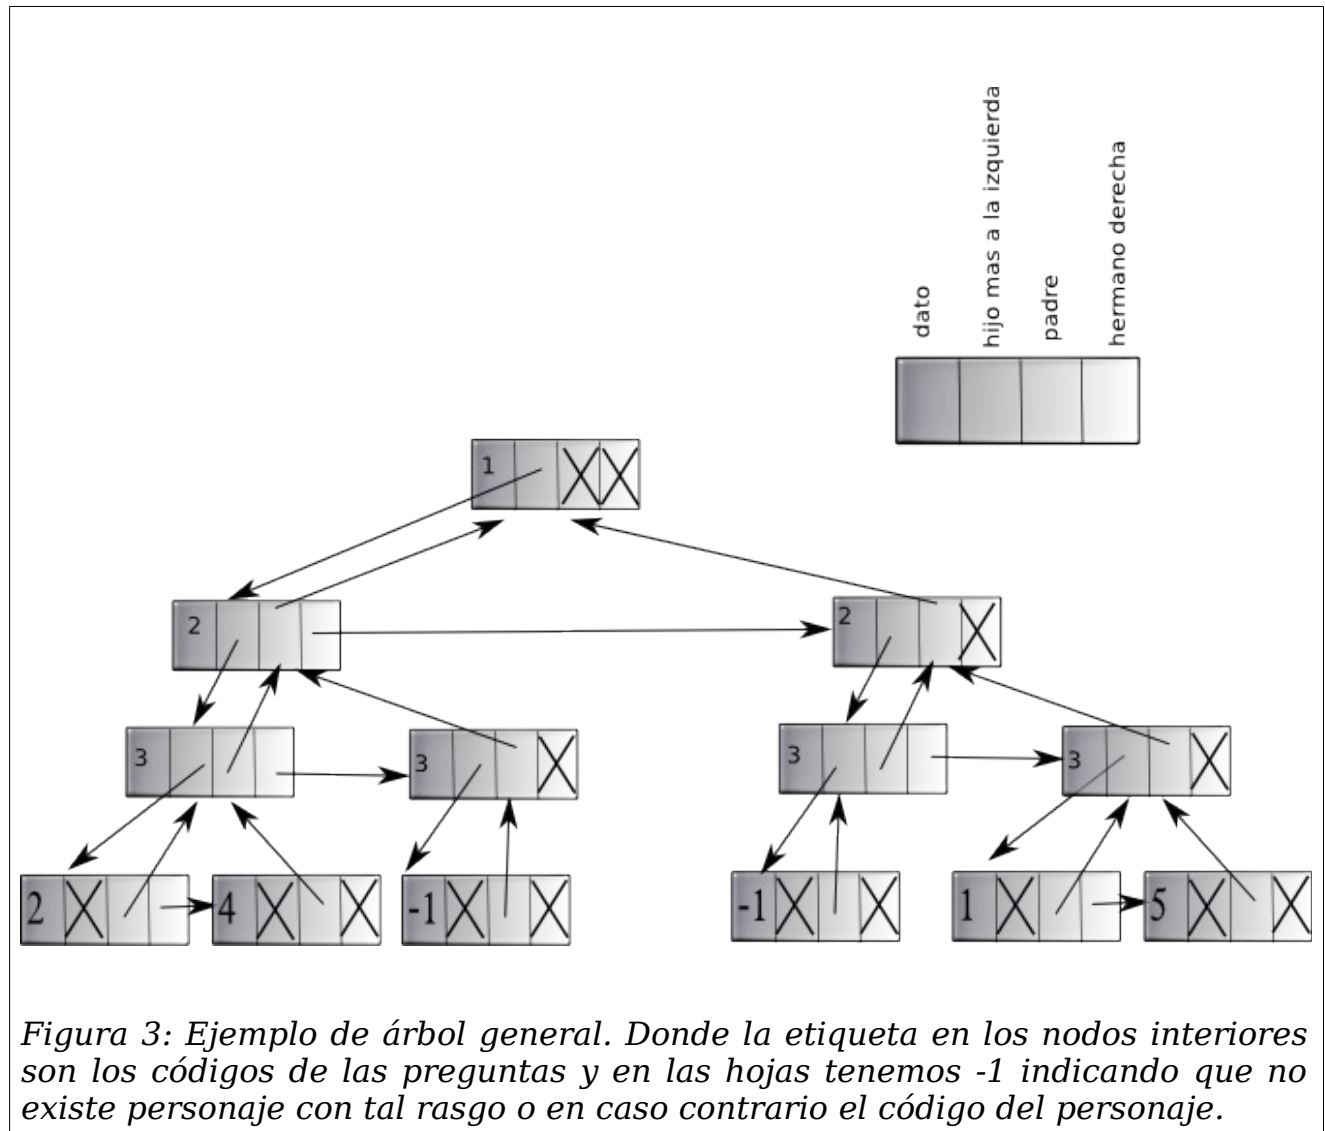 dato
hijo mas a la izquierda
padre
hermano derecha
1
2
2
3
3
3
3
2
4
-1
-1
1
5
Figura 3: Ejemplo de árbol general. Donde la etiqueta en los nodos interiores
son los códigos de las preguntas y en las hojas tenemos -1 indicando que no
existe personaje con tal rasgo o en caso contrario el código del personaje.